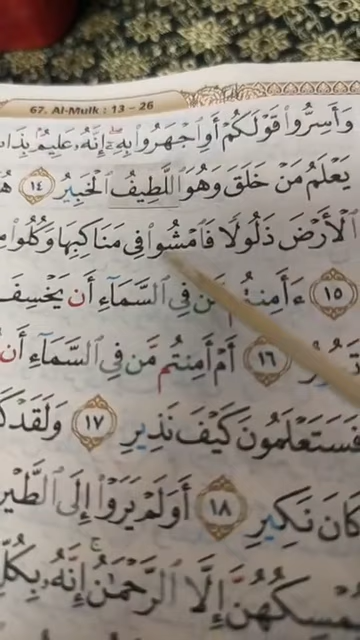 67. Al-Mulk : 13 - 26
وَأَسِرُّوا۟ قَوْلَكُمْ أَوِ ٱجْهَرُوا۟ بِهِۦٓ ۖ إِنَّهُۥ عَلِيمٌۢ بِذَاتِ
يَعْلَمُ مَنْ خَلَقَ وَهُوَ ٱللَّطِيفُ ٱلْخَبِيرُ ١٤
ٱلْأَرْضَ ذَلُولًا فَٱمْشُوا۟ فِى مَنَاكِبِهَا وَكُلُوا۟
١٥ ءَأَمِنتُم مَّن فِى ٱلسَّمَآءِ أَن يَخْسِفَ
١٦ أَمْ أَمِنتُم مَّن فِى ٱلسَّمَآءِ أَن
فَسَتَعْلَمُونَ كَيْفَ نَذِيرِ ١٧ وَلَقَدْ
كَانَ نَكِيرِ ١٨ أَوَلَمْ يَرَوْا۟ إِلَى ٱلطَّيْرِ
يُمْسِكُهُنَّ إِلَّا ٱلرَّحْمَٰنُ ۚ إِنَّهُۥ بِكُلِّ